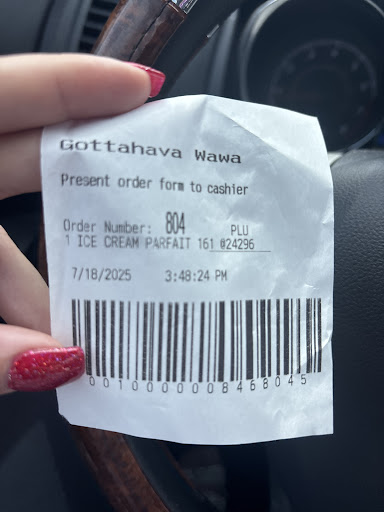 Gottahava Wawa
Present order form to cashier
Order Number: 804 PLU
1 ICE CREAM PARFAIT 161 @24296
7/18/2025 3:48:24 PM
0010000008468045